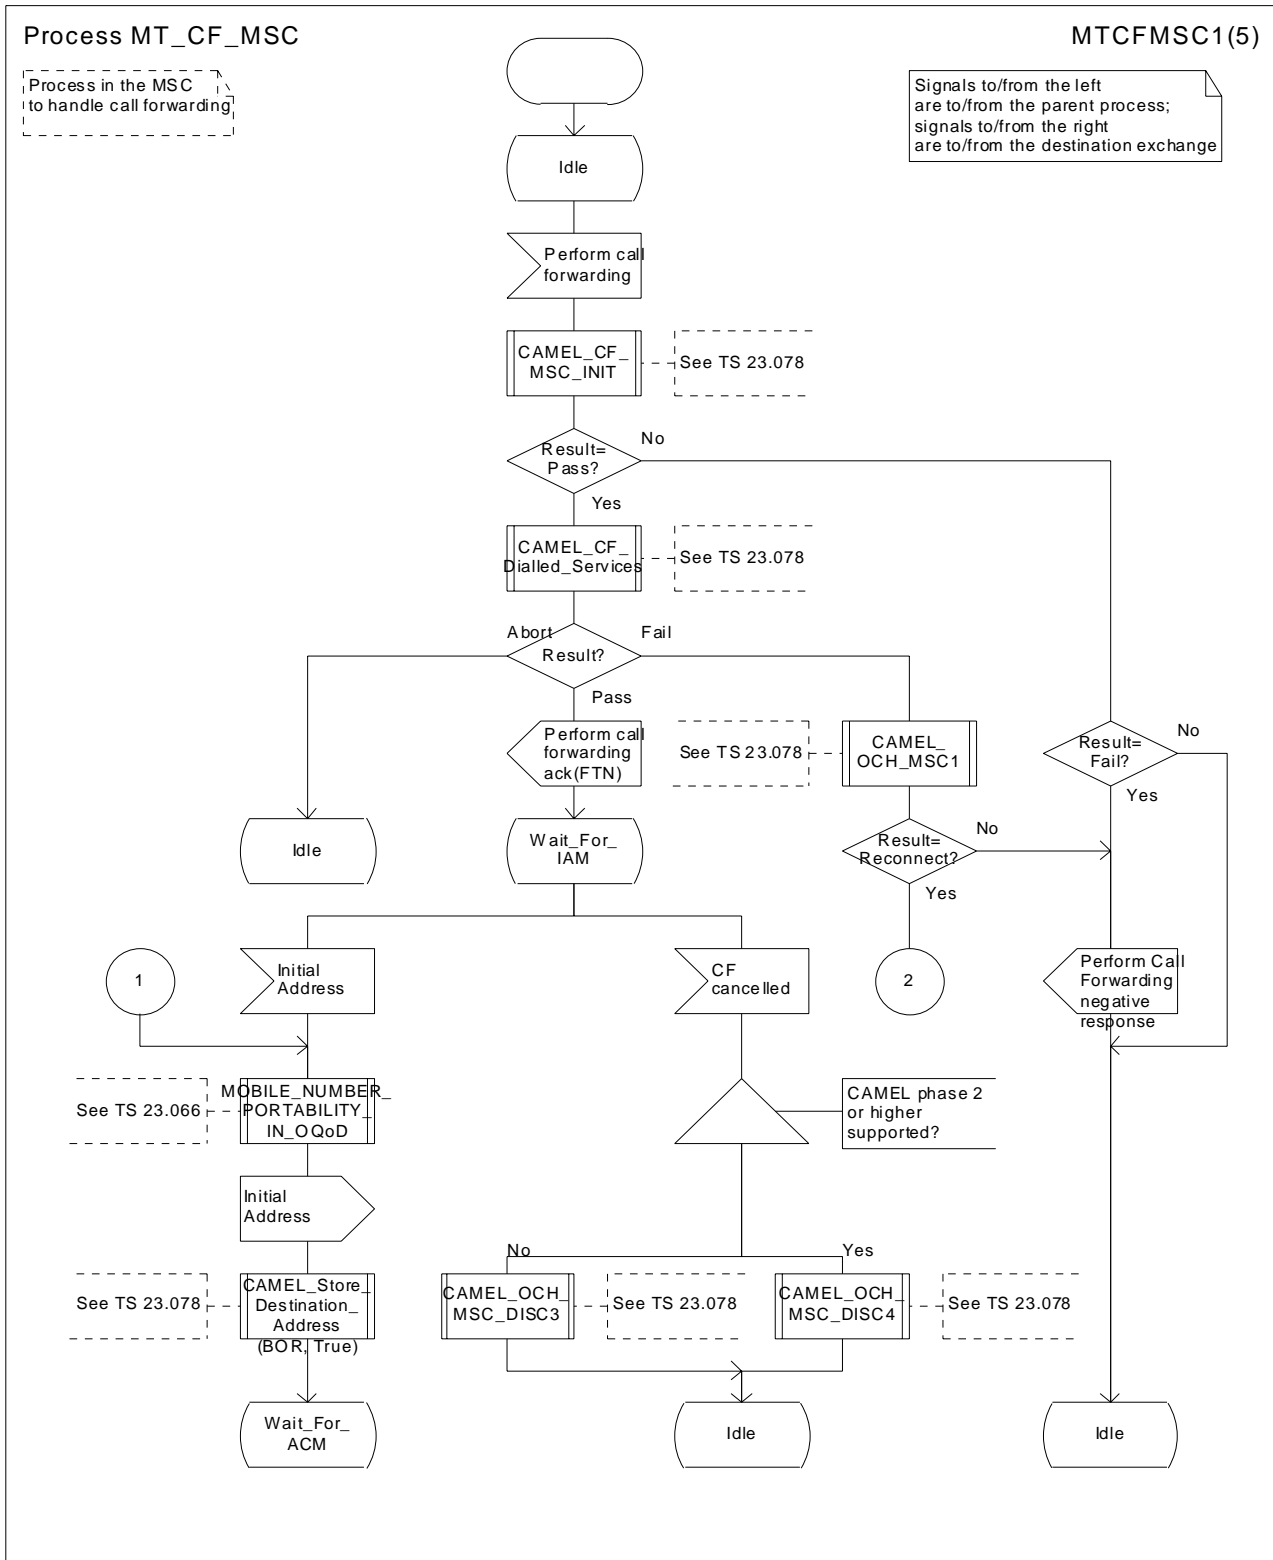 Process MT_CF_MSC
MTCFMSC1(5)
Process in the MSC
to handle call forwarding
Signals to/from the left
are to/from the parent process;
signals to/from the right
are to/from the destination exchange
Idle
Perform call
forwarding
CAMEL_CF_
MSC_INIT
See TS 23.078
Result=
Pass?
No
Yes
CAMEL_CF_
Dialled_Services
See TS 23.078
Abort
Fail
Result?
Pass
Perform call
forwarding
ack(FTN)
See TS 23.078
CAMEL_
OCH_MSC1
Result=
Fail?
No
Yes
Idle
Wait_For_
IAM
Result=
Reconnect?
No
Yes
1
Initial
Address
CF
cancelled
2
Perform Call
Forwarding
negative
response
See TS 23.066
MOBILE_NUMBER_
PORTABILITY_
IN_OQoD
CAMEL phase 2
or higher
supported?
Initial
Address
No
Yes
See TS 23.078
CAMEL_Store_
Destination_
Address
(BOR, True)
CAMEL_OCH_
MSC_DISC3
See TS 23.078
CAMEL_OCH_
MSC_DISC4
See TS 23.078
Wait_For_
ACM
Idle
Idle